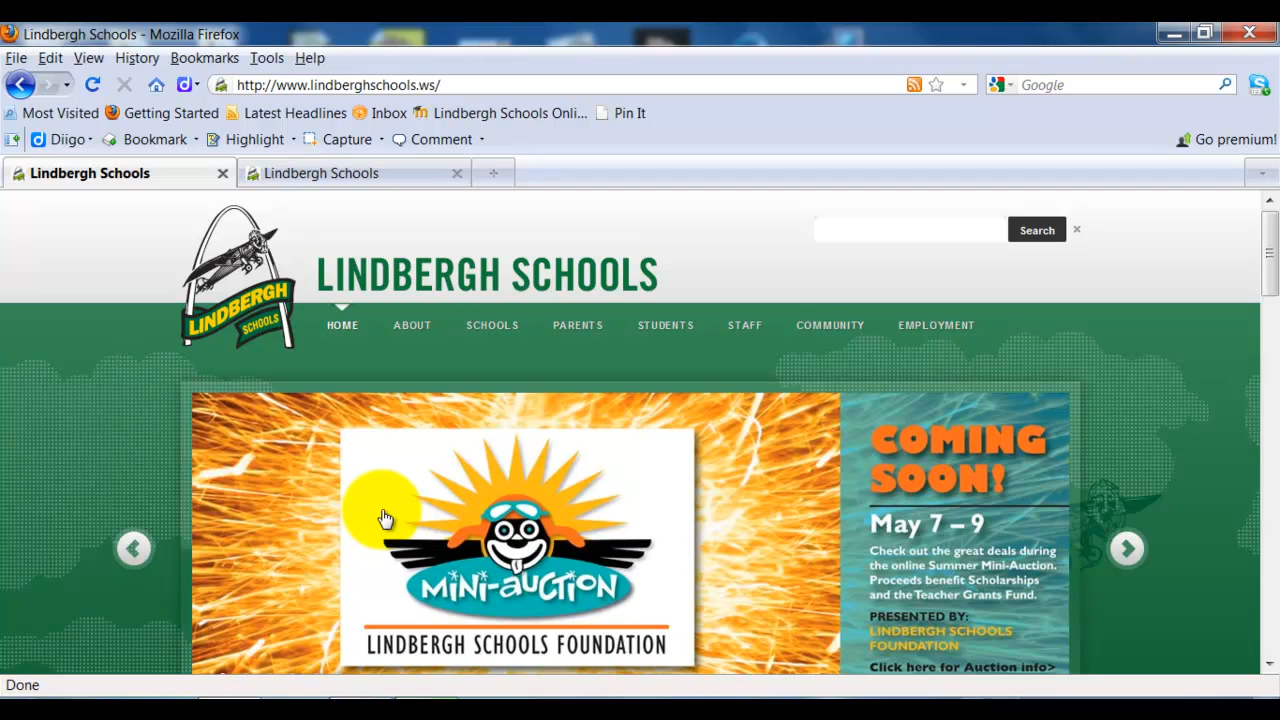 Lindbergh Schools - Mozilla Firefox
File Edit View History Bookmarks Tools Help
http://www.lindberghschools.ws/
Google
Most Visited Getting Started Latest Headlines Inbox Lindbergh Schools Onli... Pin It
Diigo Bookmark Highlight Capture Comment Go premium!
Lindbergh Schools Lindbergh Schools
Search
LINDBERGH SCHOOLS
LINDBERGH
SCHOOLS
HOME ABOUT SCHOOLS PARENTS STUDENTS STAFF COMMUNITY EMPLOYMENT
MINI-AUCTION
LINDBERGH SCHOOLS FOUNDATION
COMING
SOON!
May 7 – 9
Check out the great deals during
the online Summer Mini-Auction.
Proceeds benefit Scholarships
and the Teacher Grants Fund.
PRESENTED BY:
LINDBERGH SCHOOLS
FOUNDATION
Click here for Auction info>
Done